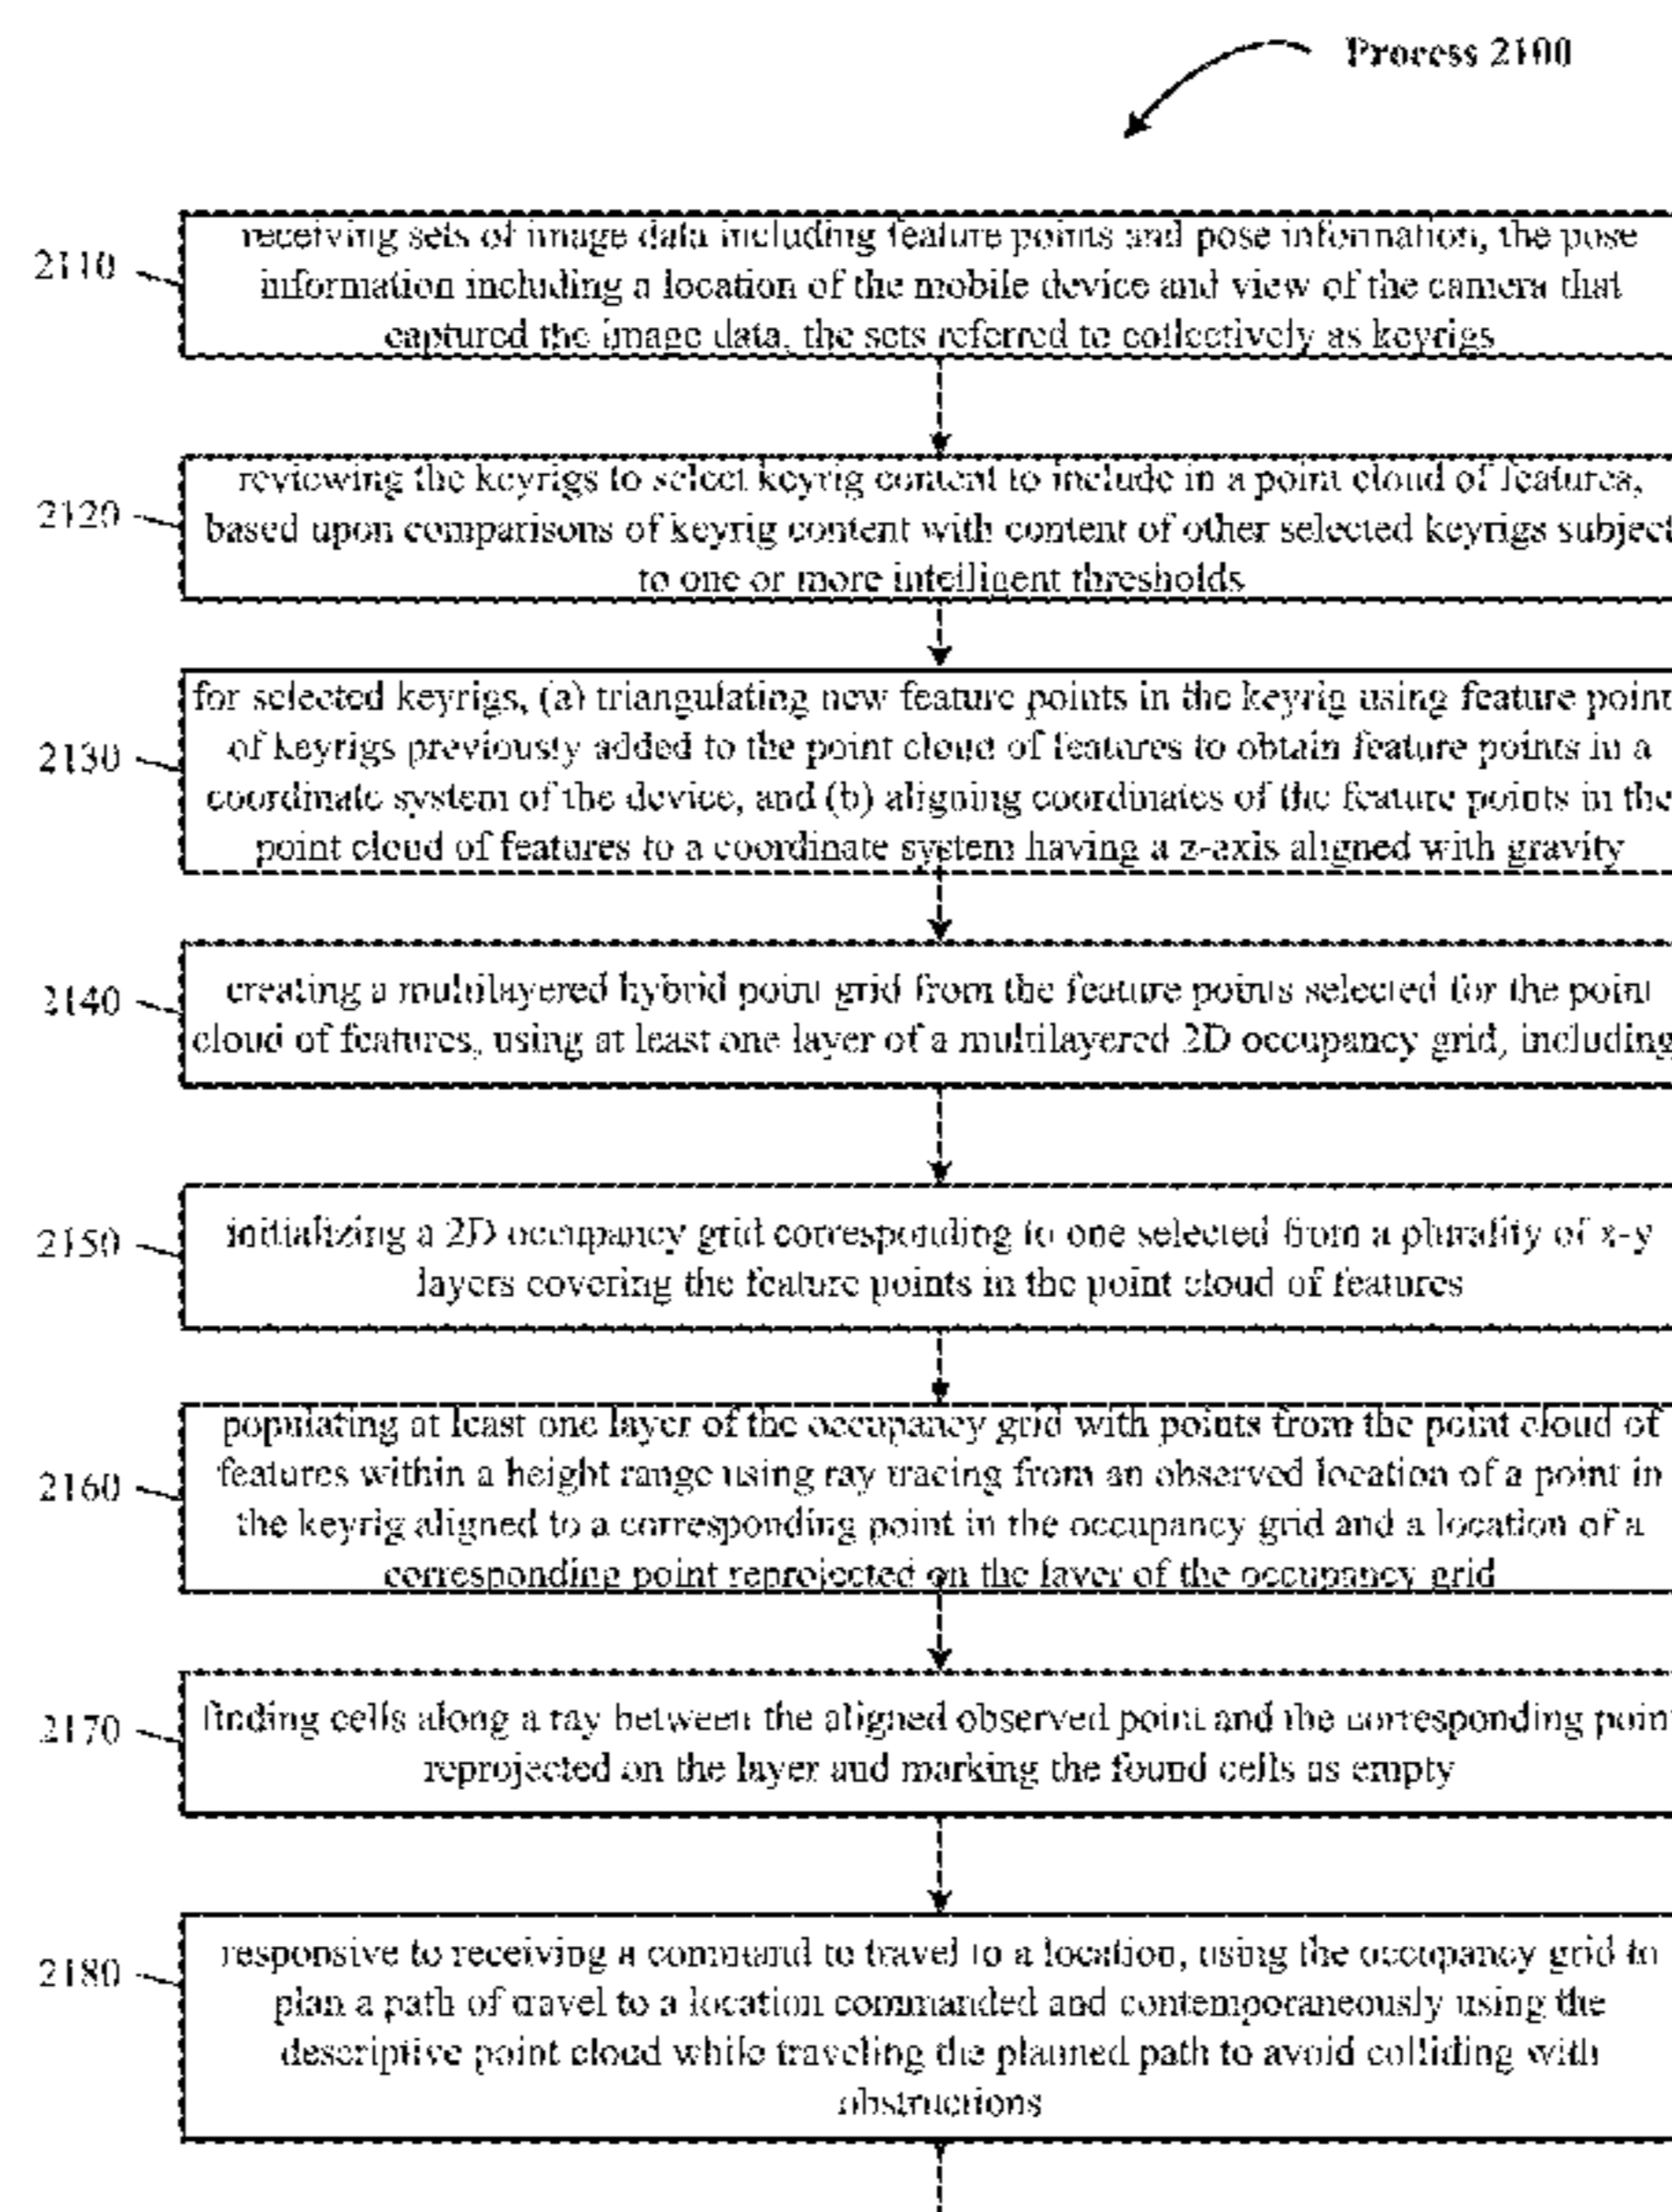 Process 2100
2110
receiving sets of image data including feature points and pose information, the pose
information including a location of the mobile device and view of the camera that
captured the image data, the sets referred to collectively as keyrigs
2120
reviewing the keyrigs to select keyrig content to include in a point cloud of features,
based upon comparisons of keyrig content with content of other selected keyrigs subject
to one or more intelligent thresholds
2130
for selected keyrigs, (a) triangulating new feature points in the keyrig using feature point
of keyrigs previously added to the point cloud of features to obtain feature points in a
coordinate system of the device, and (b) aligning coordinates of the feature points in the
point cloud of features to a coordinate system having a z-axis aligned with gravity
2140
creating a multilayered hybrid point grid from the feature points selected for the point
cloud of features, using at least one layer of a multilayered 2D occupancy grid, including
2150
initializing a 2D occupancy grid corresponding to one selected from a plurality of x-y
layers covering the feature points in the point cloud of features
2160
populating at least one layer of the occupancy grid with points from the point cloud of
features within a height range using ray tracing from an observed location of a point in
the keyrig aligned to a corresponding point in the occupancy grid and a location of a
corresponding point reprojected on the layer of the occupancy grid
2170
finding cells along a ray between the aligned observed point and the corresponding point
reprojected on the layer and marking the found cells as empty
2180
responsive to receiving a command to travel to a location, using the occupancy grid to
plan a path of travel to a location commanded and contemporaneously using the
descriptive point cloud while traveling the planned path to avoid colliding with
obstructions